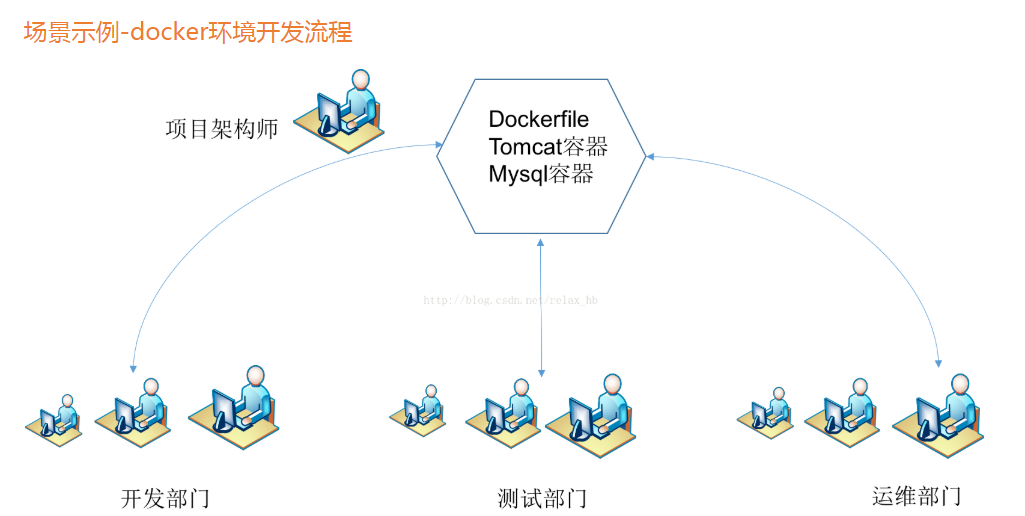 场景示例-docker环境开发流程
项目架构师
Dockerfile
Tomcat容器
Mysql容器
http://blog.csdn.net/relax_hb
开发部门
测试部门
运维部门